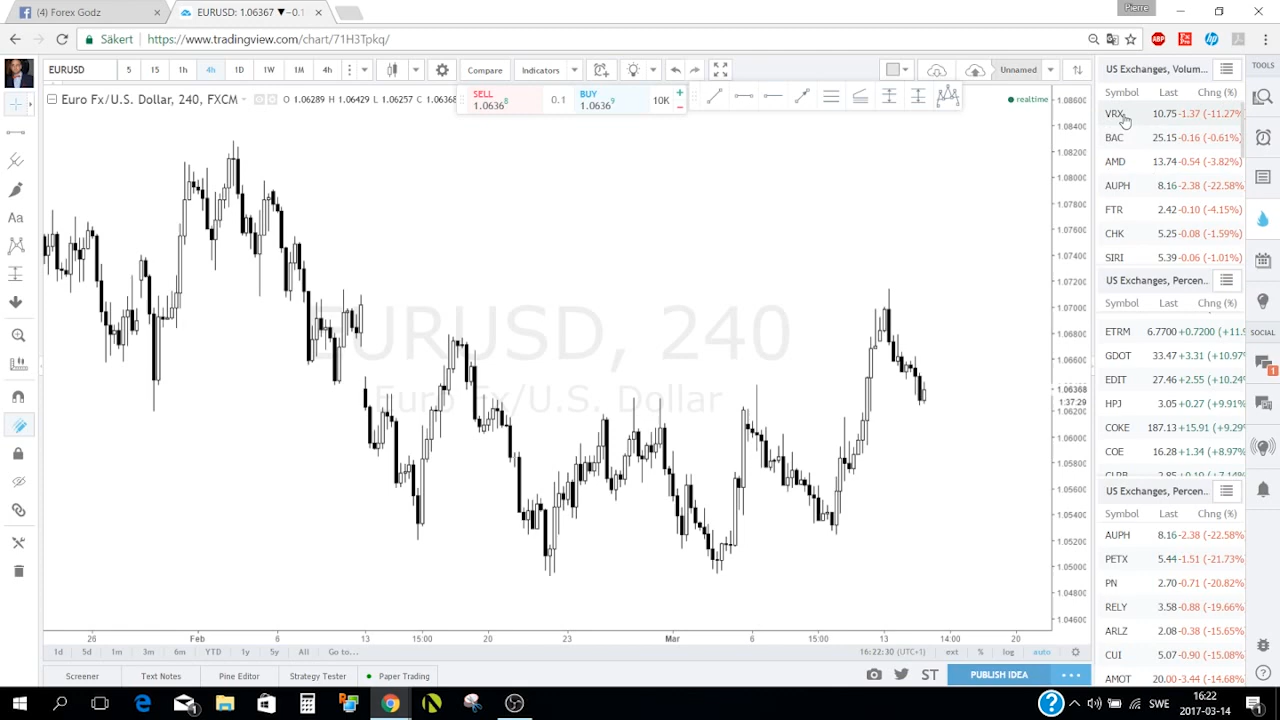 (4) Forex Godz
EURUSD: 1.06367 ▼−0.1
Pierre
Säkert
https://www.tradingview.com/chart/71H3Tpkq/
EURUSD 5 15 1h 4h 1D 1W 1M 4h
Compare Indicators
Unnamed
Euro Fx/U.S. Dollar, 240, FXCM
O 1.06289 H 1.06429 L 1.06257 C 1.06368
SELL
1.0636 8
0.1
BUY
1.0636 9
10K
realtime
EURUSD, 240
Euro Fx/U.S. Dollar
1.08600
1.08400
1.08200
1.08000
1.07800
1.07600
1.07400
1.07200
1.07000
1.06800
1.06600
1.06368
1:37:29
1.06200
1.06000
1.05800
1.05600
1.05400
1.05200
1.05000
1.04800
1.04600
26 Feb 6 13 15:00 20 23 Mar 6 15:00 13 14:00 20
1d 5d 1m 3m 6m YTD 1y 5y All Go to...
16:22:30 (UTC+1) ext % log auto
Screener Text Notes Pine Editor Strategy Tester Paper Trading
ST
PUBLISH IDEA
US Exchanges, Volum...
Symbol Last Chng (%)
VRX 10.75 -1.37 (-11.27%)
BAC 25.15 -0.16 (-0.61%)
AMD 13.74 -0.54 (-3.82%)
AUPH 8.16 -2.38 (-22.58%)
FTR 2.42 -0.10 (-4.15%)
CHK 5.25 -0.08 (-1.59%)
SIRI 5.39 -0.06 (-1.01%)
US Exchanges, Percen...
Symbol Last Chng (%)
ETRM 6.7700 +0.7200 (+11.9
GDOT 33.47 +3.31 (+10.97%
EDIT 27.46 +2.55 (+10.24%
HPJ 3.05 +0.27 (+9.91%)
COKE 187.13 +15.91 (+9.29%
COE 16.28 +1.34 (+8.97%)
US Exchanges, Percen...
Symbol Last Chng (%)
AUPH 8.16 -2.38 (-22.58%
PETX 5.44 -1.51 (-21.73%
PN 2.70 -0.71 (-20.82%
RELY 3.58 -0.88 (-19.66%
ARLZ 2.08 -0.38 (-15.65%
CUI 5.07 -0.90 (-15.08%
AMOT 20.00 -3.44 (-14.68%
TOOLS
SOCIAL
1
Aa
ABP
hp
SWE
16:22
2017-03-14